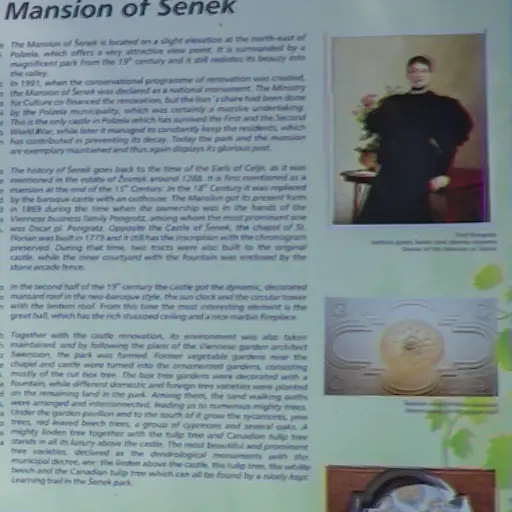 Mansion of Šenek
The Mansion of Šenek is located on a slight elevation at the north-east of
Polzela, which offers a very attractive view point. It is surrounded by a
magnificent park from the 19th century and it still radiates its beauty into
the valley.
In 1991, when the conservational programme of renovation was created,
the Mansion of Šenek was declared as a national monument. The Ministry
for Culture co-financed the renovation, but the lion's share had been done
by the Polzela municipality, which was certainly a massive undertaking.
This is the only castle in Polzela which has survived the First and the Second
World War, while later it managed to constantly keep the residents, which
has contributed in preventing its decay. Today the park and the mansion
are exemplary maintained and thus again displays its glorious past.
The history of Šenek goes back to the time of the Earls of Celje, as it was
mentioned in the estate of Žovnek around 1288. It is first mentioned as a
mansion at the end of the 15th Century. In the 18th Century it was replaced
by the baroque castle with an outhouse. The Mansion got its present form
in 1869 during the time when the ownership was in the hands of the
Viennese business family Pongratz, among whom the most prominent one
was Oscar pl. Pongratz. Opposite the Castle of Šenek, the chapel of St.
Florian was built in 1775 and it still has the inscription with the chronogram
preserved. During that time, two tracts were also built to the original
castle, while the inner courtyard with the fountain was enclosed by the
stone arcade fence.
In the second half of the 19th century the castle got the dynamic, decorated
mansard roof in the two-baroque style, the sun clock and the circular tower
with the lantern roof. From this time the most interesting element is the
great hall, which has the rich stuccoed ceiling and a nice marble fireplace.
Together with the castle renovation, its environment was also taken
maintained, and by following the plans of the Viennese garden architect
Swensson, the park was formed. Former vegetable gardens near the
chapel and castle were turned into the ornamented gardens, consisting
mostly of the cut box tree. The box tree gardens were decorated with a
fountain, while different domestic and foreign tree varieties were planted
on the remaining land in the park. Among them, the sand walking paths
were arranged and interconnected, leading us to numerous mighty trees.
Under the garden pavilion and to the south of it grow the sycamores, yew
trees, red leaved beech trees, a group of cypresses and several oaks. A
mighty linden tree together with the tulip tree and Canadian tulip tree
stands in all its luxury above the castle. The most beautiful and prominent
tree varieties, declared as the dendrological monuments with the
municipal decree, are: the linden above the castle, the tulip tree, the white
beech and the Canadian tulip tree which can all be found by a nicely kept
Learning trail in the Šenek park.